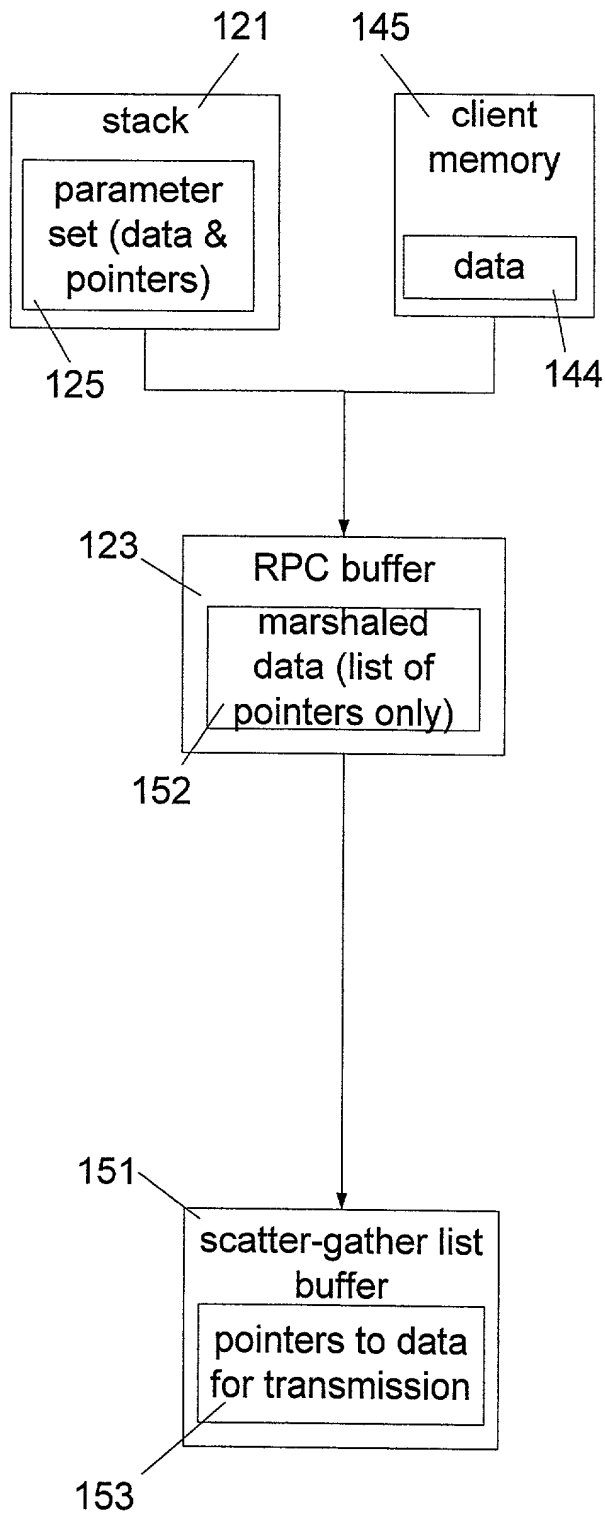 121
145
stack
parameter
set (data &
pointers)
125
client
memory
data
144
123
RPC buffer
marshaled
data (list of
pointers only)
152
151
scatter-gather list
buffer
pointers to data
for transmission
153